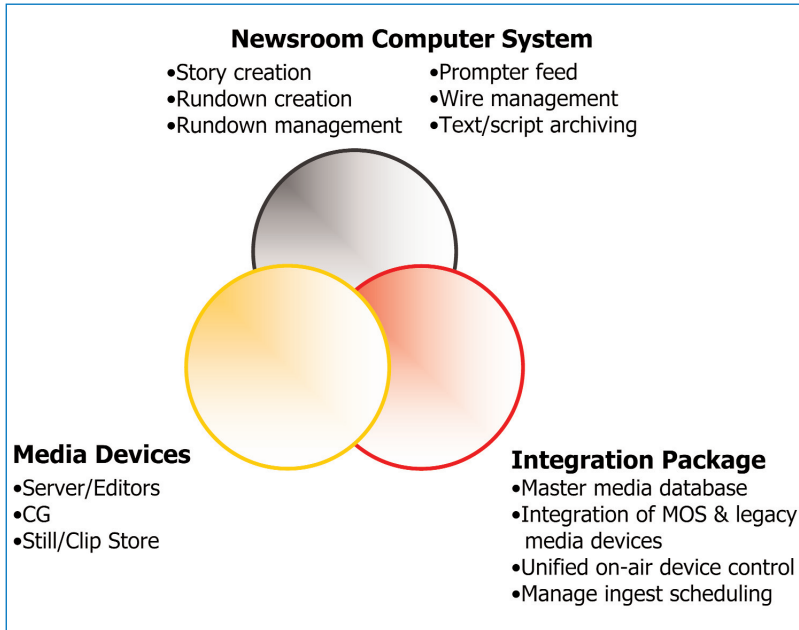 Newsroom Computer System
•Story creation
•Rundown creation
•Rundown management
•Prompter feed
•Wire management
•Text/script archiving
Media Devices
•Server/Editors
•CG
•Still/Clip Store
Integration Package
•Master media database
•Integration of MOS & legacy
media devices
•Unified on-air device control
•Manage ingest scheduling